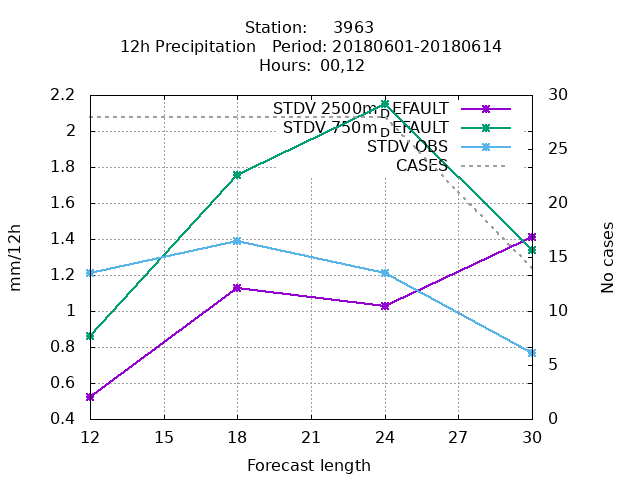 Station: 3963
12h Precipitation Period: 20180601-20180614
Hours: 00,12
STDV 2500m_DEFAULT
STDV 750m_DEFAULT
STDV OBS
CASES
mm/12h
2.2
2
1.8
1.6
1.4
1.2
1
0.8
0.6
0.4
30
25
20
15
10
5
0
No cases
12 15 18 21 24 27 30
Forecast length